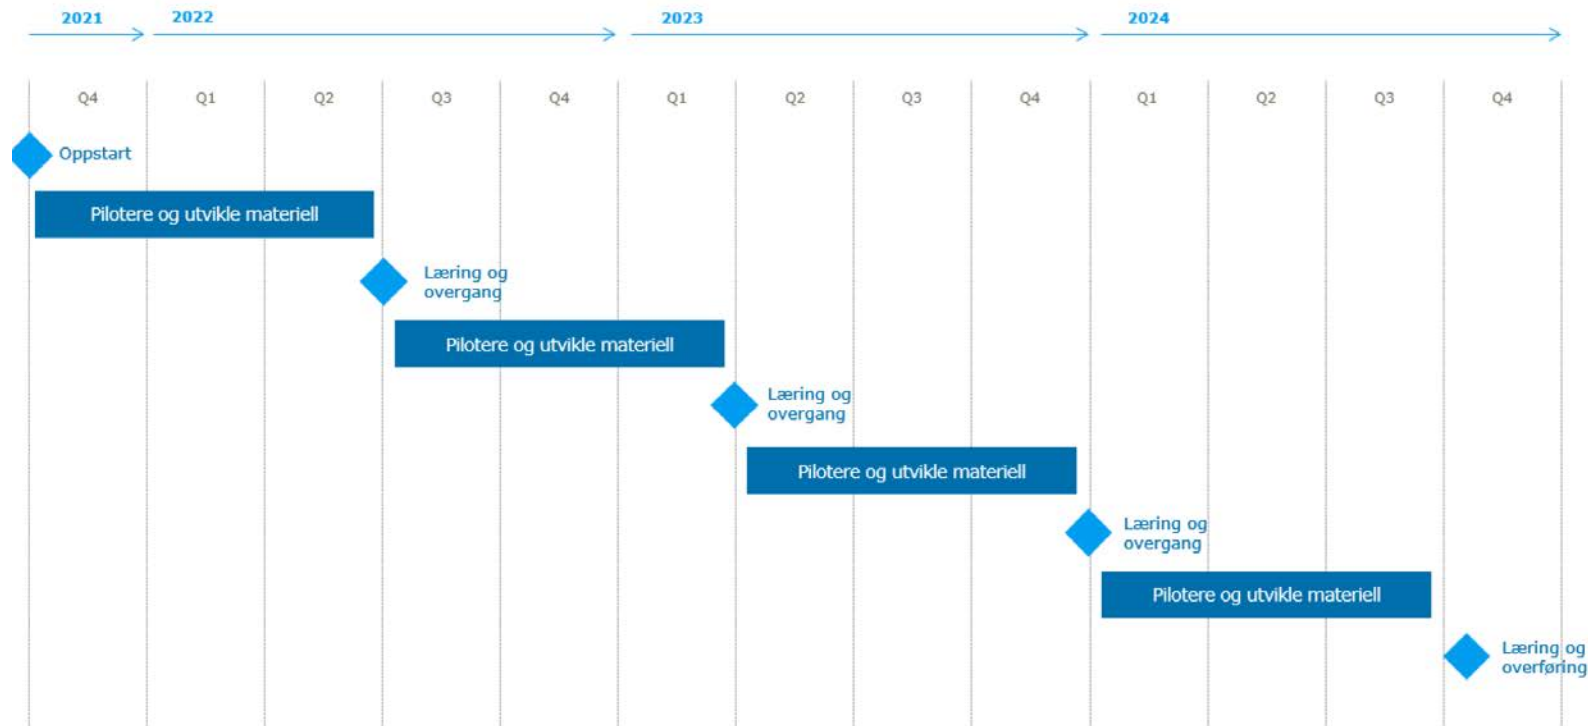 2021
2022
2023
2024
Q4
Q1
Q2
Q3
Q4
Q1
Q2
Q3
Q4
Q1
Q2
Q3
Q4
Oppstart
Pilotere og utvikle materiell
Læring og
overgang
Pilotere og utvikle materiell
Læring og
overgang
Pilotere og utvikle materiell
Læring og
overgang
Pilotere og utvikle materiell
Læring og
overføring